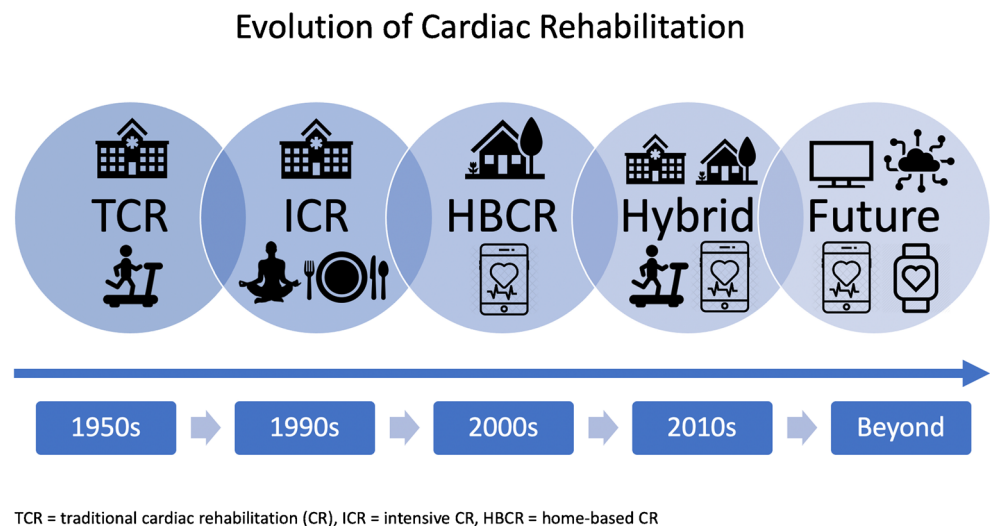 Evolution of Cardiac Rehabilitation
TCR
ICR
HBCR
Hybrid
Future
1950s
1990s
2000s
2010s
Beyond
TCR = traditional cardiac rehabilitation (CR), ICR = intensive CR, HBCR = home-based CR